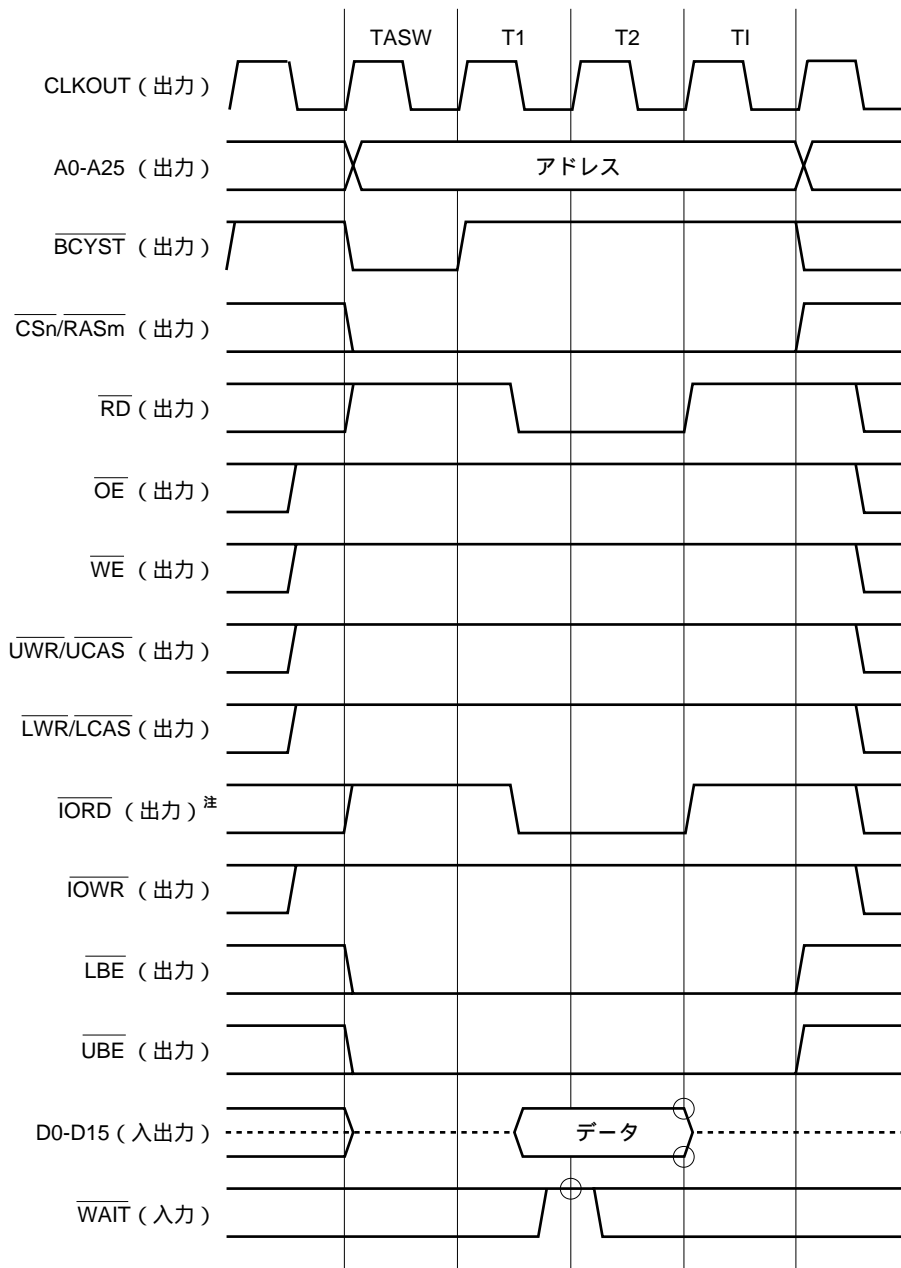 TASW T1 T2 TI
CLKOUT(出力)
A0-A25 (出力) アドレス
BCYST(出力)
CSn/RASm (出力)
RD(出力)
OE (出力)
WE (出力)
UWR/UCAS (出力)
LWR/LCAS(出力)
IORD (出力)注
IOWR(出力)
LBE(出力)
UBE (出力)
D0-D15(入出力) データ
WAIT(入力)